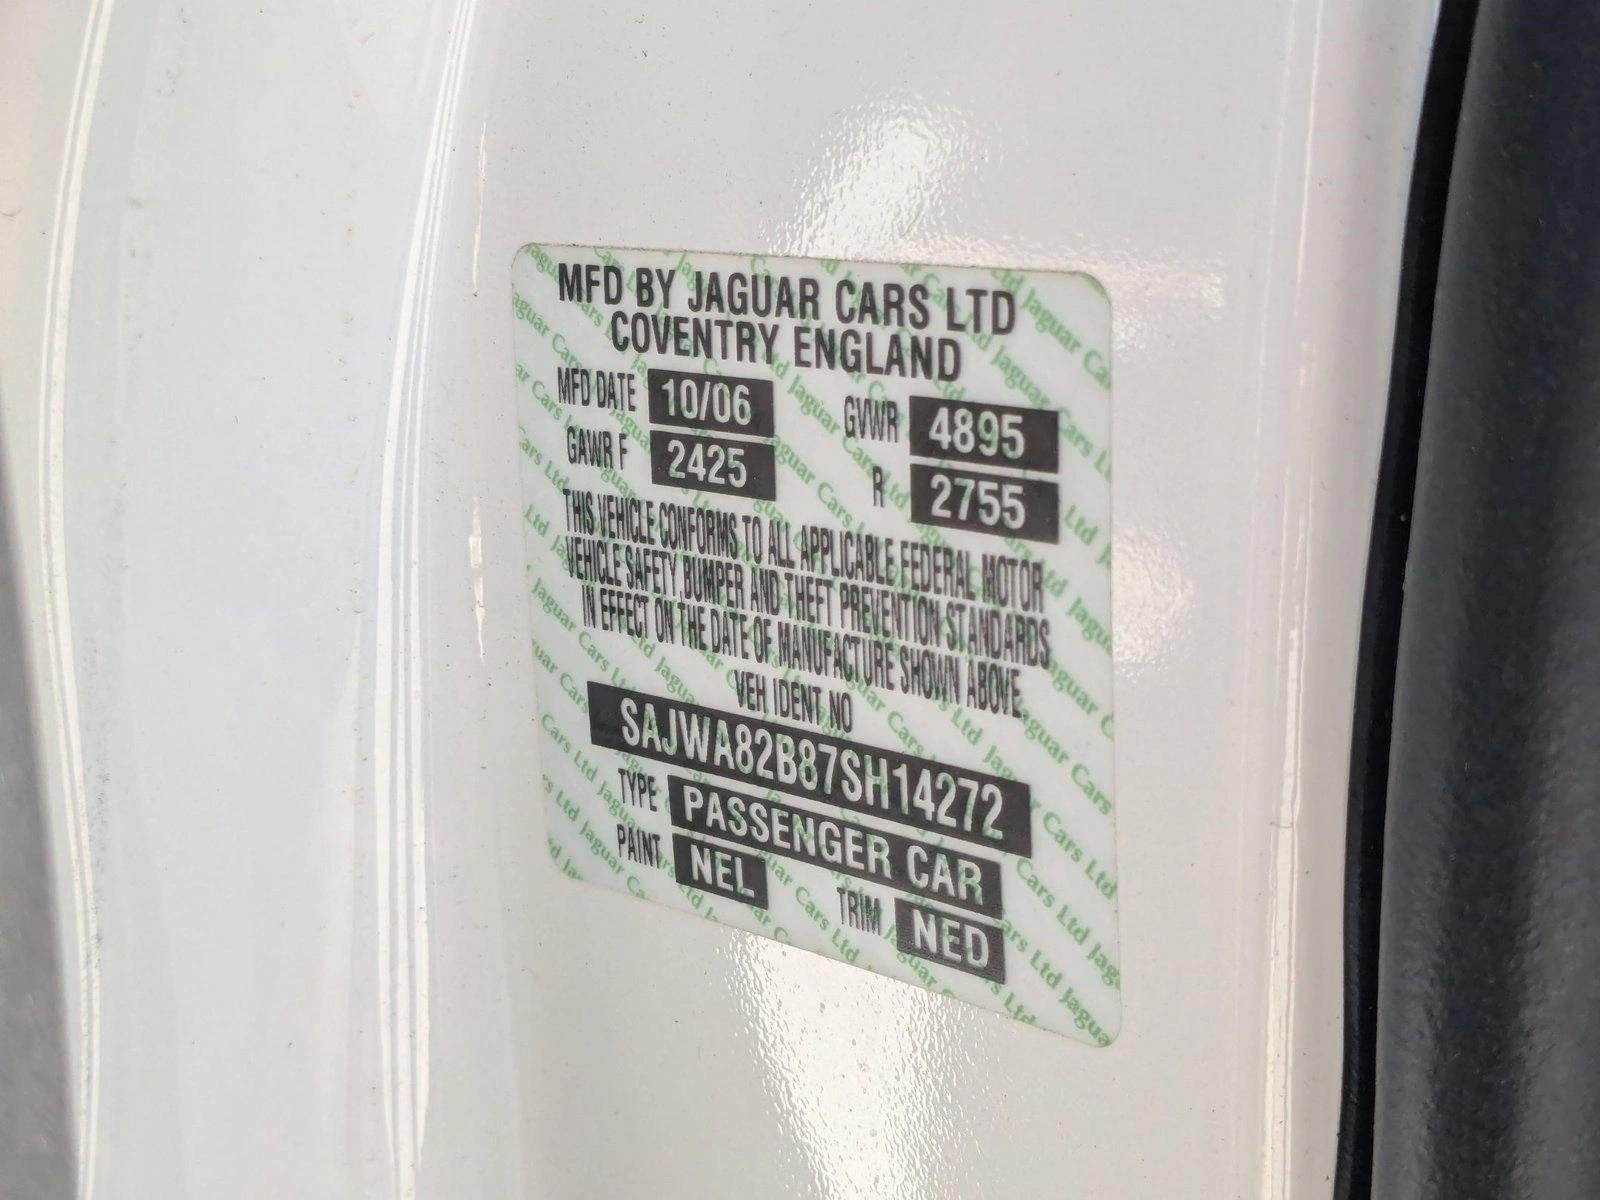 MFD BY JAGUAR CARS LTD
COVENTRY ENGLAND
MFD DATE 10/06 GVWR 4895
GAWR F 2425 R 2755
THIS VEHICLE CONFORMS TO ALL APPLICABLE FEDERAL MOTOR
VEHICLE SAFETY BUMPER AND THEFT PREVENTION STANDARDS
IN EFFECT ON THE DATE OF MANUFACTURE SHOWN ABOVE
VEH IDENT NO
SAJWA82B87SH14272
TYPE PASSENGER CAR
PAINT NEL TRIM NED